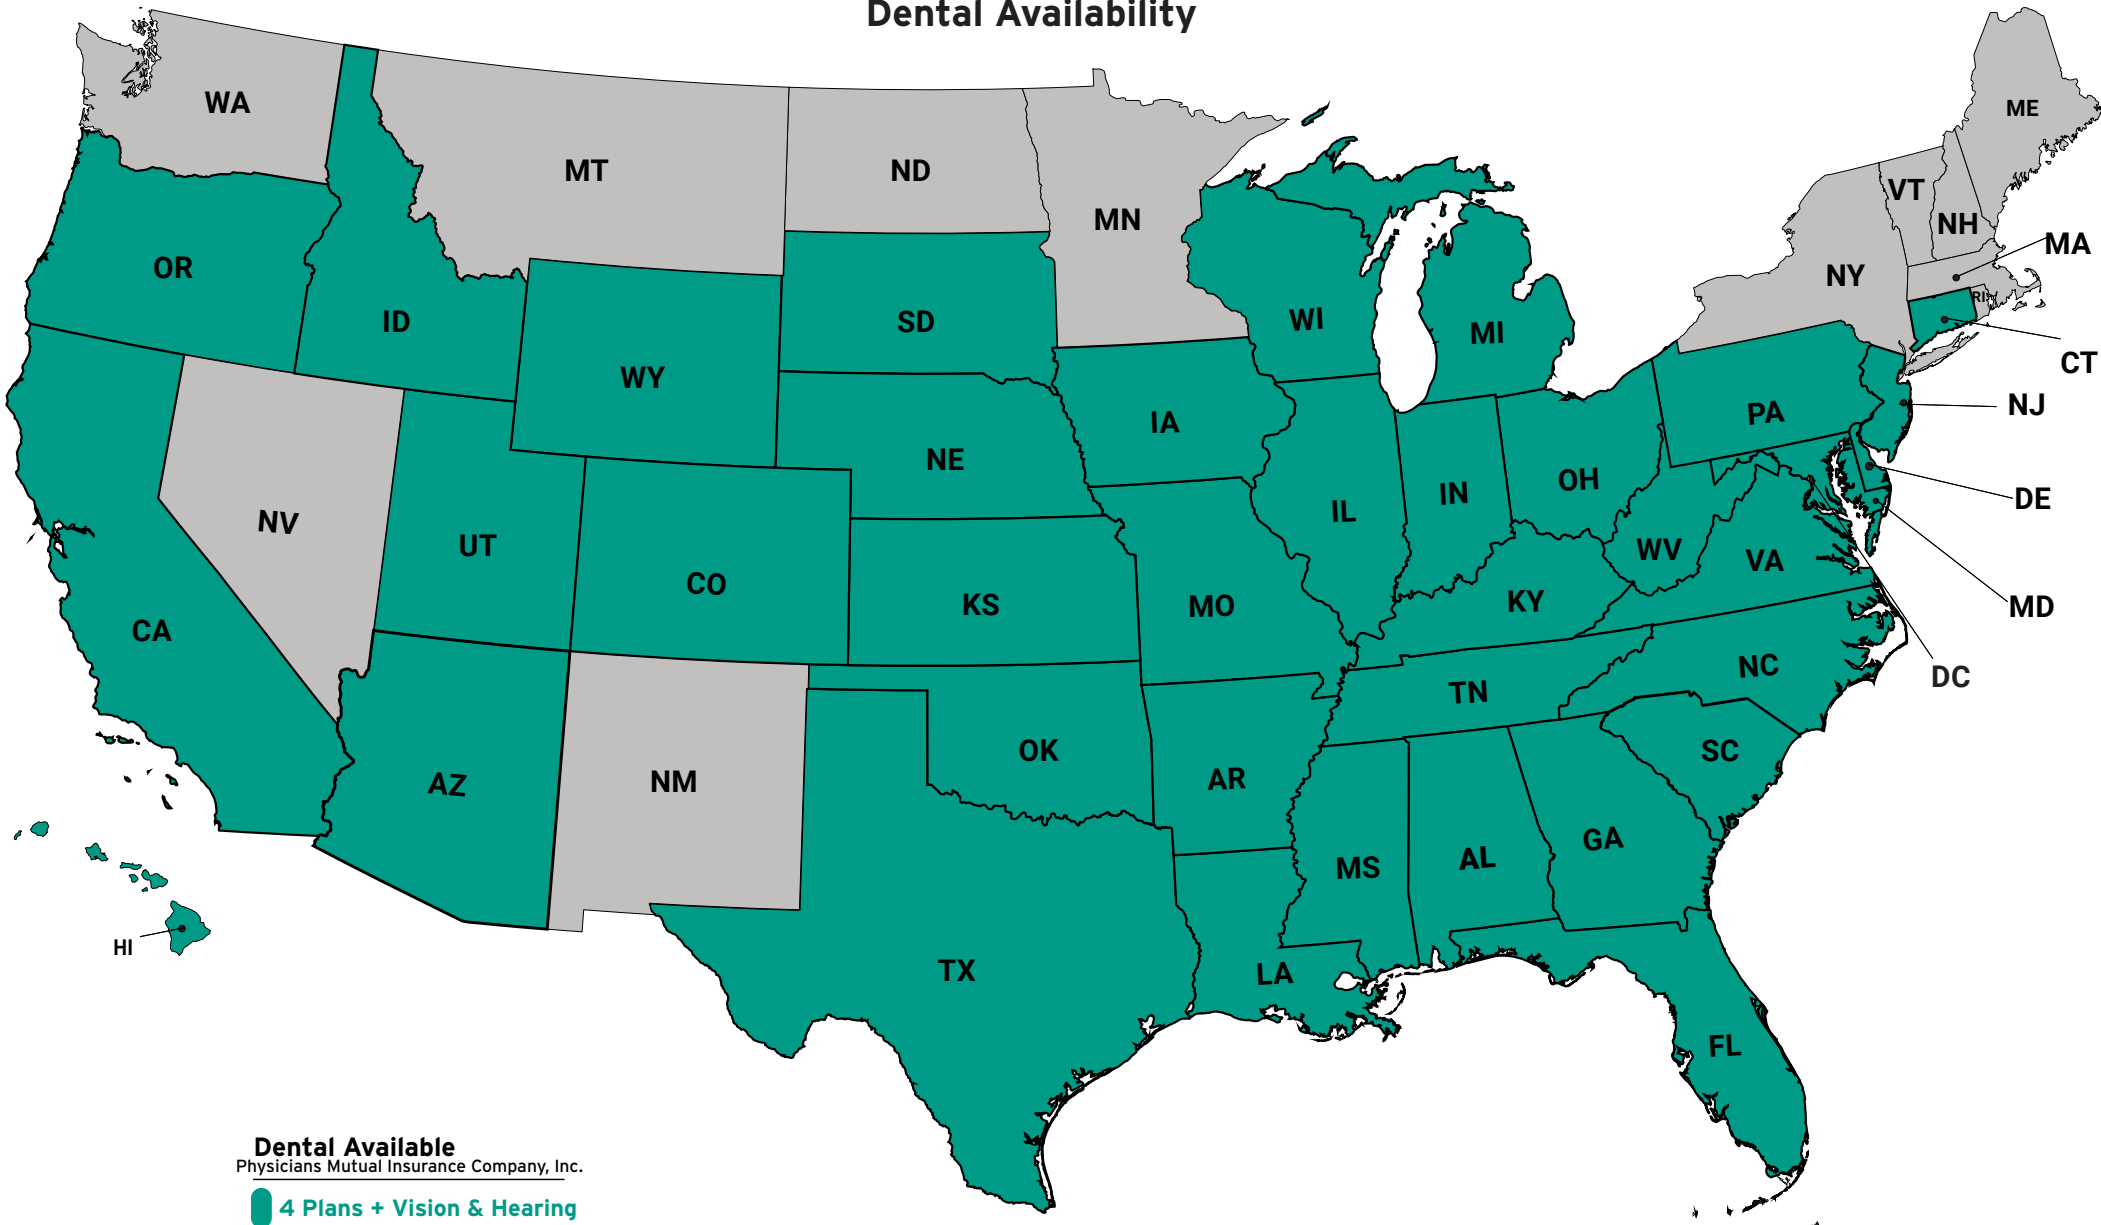 Dental Availability
WA
MT
ND
MN
ME
VT
NH
MA
NY
RI
CT
OR
ID
WY
SD
WI
MI
NJ
IA
PA
NE
DE
NV
UT
CO
KS
MO
IL
IN
OH
WV
VA
KY
MD
CA
DC
NC
TN
SC
AZ
NM
OK
AR
MS
AL
GA
HI
TX
LA
FL
Dental Available
Physicians Mutual Insurance Company, Inc.
4 Plans + Vision & Hearing